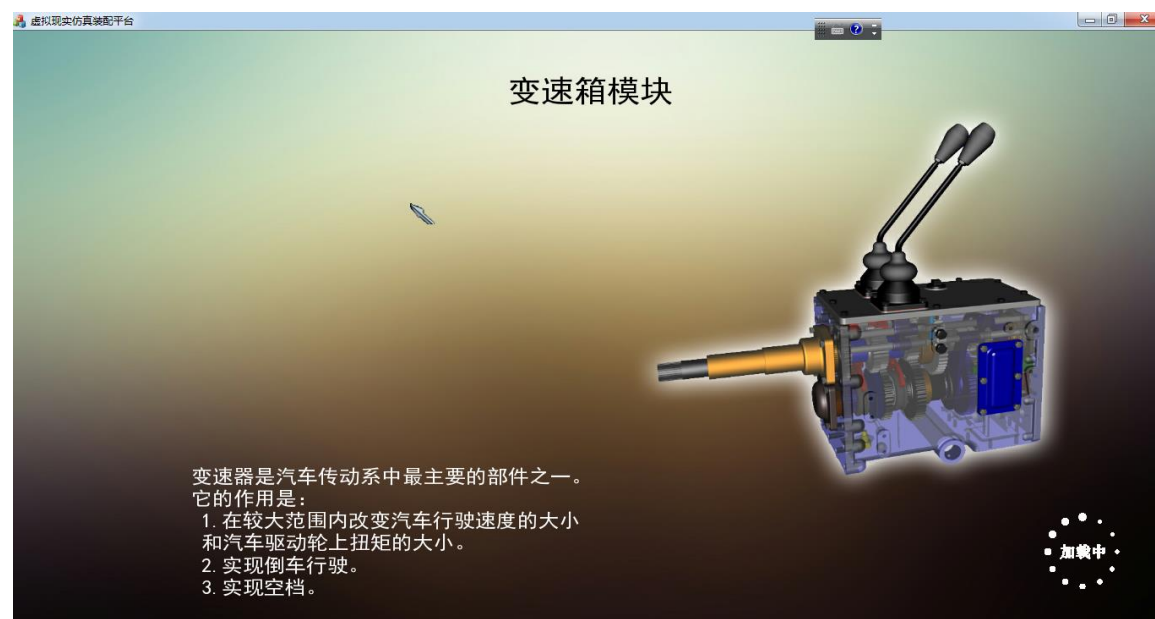 虚拟现实仿真装配平台
变速箱模块
变速器是汽车传动系中最主要的部件之一。
它的作用是：
1. 在较大范围内改变汽车行驶速度的大小
和汽车驱动轮上扭矩的大小。
2. 实现倒车行驶。
3. 实现空档。
加载中